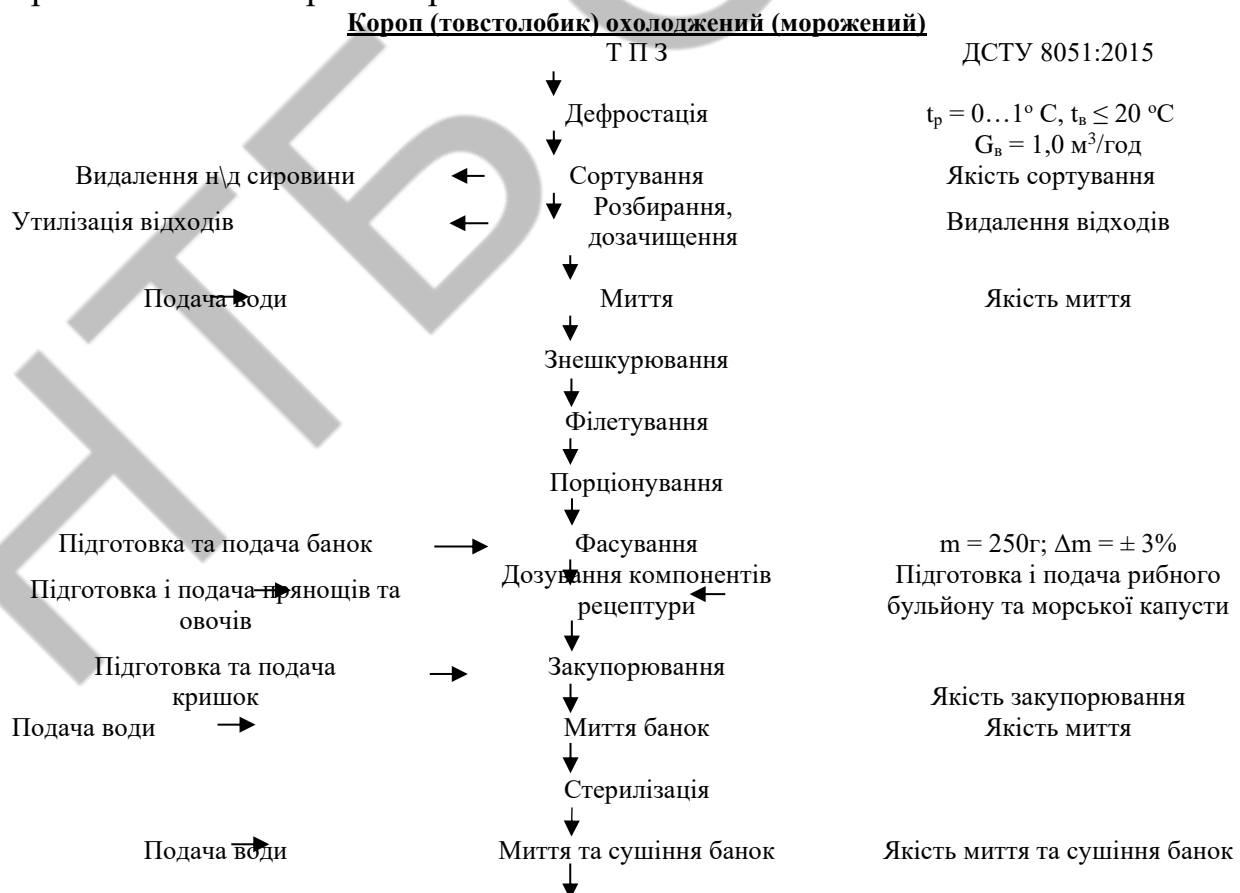 Короп (товстолобик) охолоджений (морожений)
Т П З ДСТУ 8051:2015
Дефростація tр = 0…1º С, tв ≤ 20 ºС
Gв = 1,0 м³/год
Видалення н\д сировини Сортування Якість сортування
Утилізація відходів Розбирання, дозачищення Видалення відходів
Подача води Миття Якість миття
Знешкурювання
Філетування
Порціонування
Підготовка та подача банок Фасування m = 250г; Δm = ± 3%
Підготовка і подача прянощів та овочів Дозування компонентів рецептури Підготовка і подача рибного бульйону та морської капусти
Підготовка та подача кришок Закупорювання Якість закупорювання
Подача води Миття банок Якість миття
Стерилізація
Подача води Миття та сушіння банок Якість миття та сушіння банок
НТБ